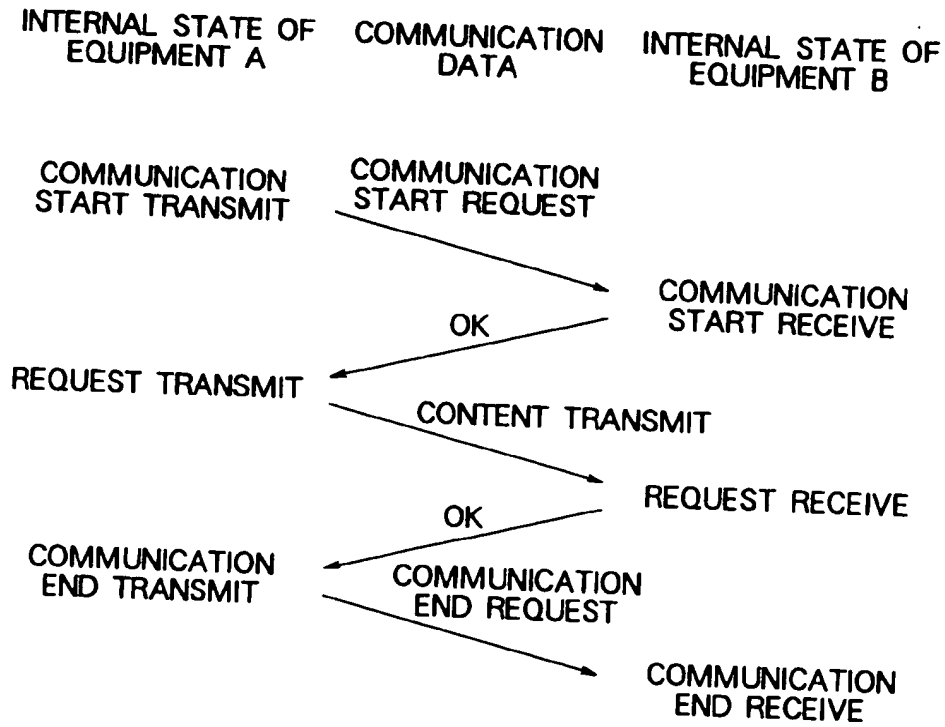 INTERNAL STATE OF
EQUIPMENT A
COMMUNICATION
DATA
INTERNAL STATE OF
EQUIPMENT B
COMMUNICATION
START TRANSMIT
COMMUNICATION
START REQUEST
COMMUNICATION
START RECEIVE
OK
REQUEST TRANSMIT
CONTENT TRANSMIT
REQUEST RECEIVE
OK
COMMUNICATION
END TRANSMIT
COMMUNICATION
END REQUEST
COMMUNICATION
END RECEIVE